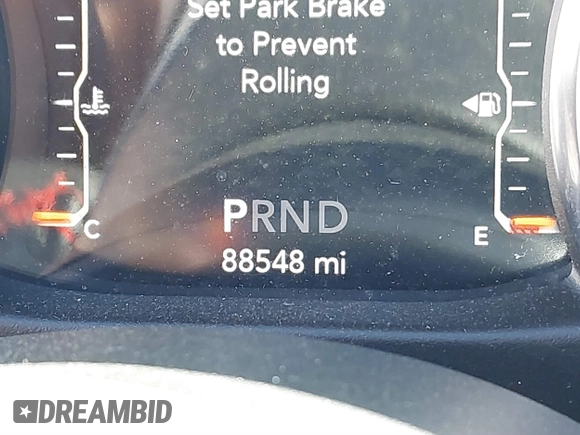 Set Park Brake
to Prevent
Rolling
C
E
PRND
88548 mi
DREAMBID